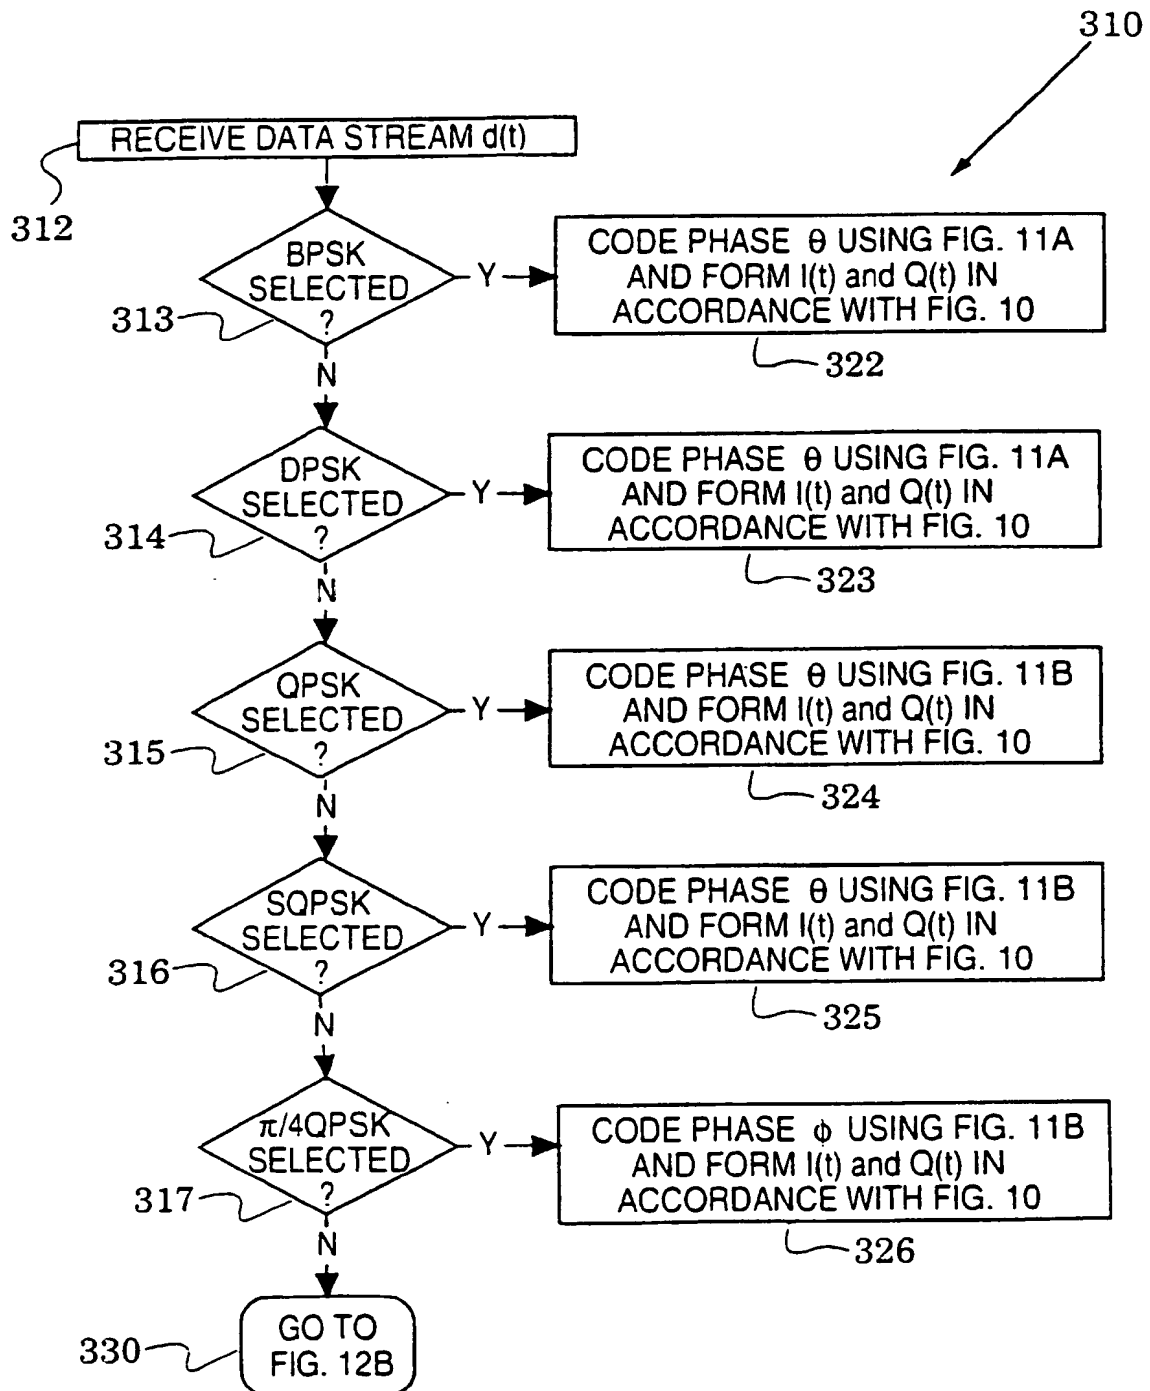 310
RECEIVE DATA STREAM d(t)
312
BPSK
SELECTED
?
313
Y
CODE PHASE θ USING FIG. 11A
AND FORM I(t) and Q(t) IN
ACCORDANCE WITH FIG. 10
322
N
DPSK
SELECTED
?
314
Y
CODE PHASE θ USING FIG. 11A
AND FORM I(t) and Q(t) IN
ACCORDANCE WITH FIG. 10
323
N
QPSK
SELECTED
?
315
Y
CODE PHASE θ USING FIG. 11B
AND FORM I(t) and Q(t) IN
ACCORDANCE WITH FIG. 10
324
N
SQPSK
SELECTED
?
316
Y
CODE PHASE θ USING FIG. 11B
AND FORM I(t) and Q(t) IN
ACCORDANCE WITH FIG. 10
325
N
π/4QPSK
SELECTED
?
317
Y
CODE PHASE ϕ USING FIG. 11B
AND FORM I(t) and Q(t) IN
ACCORDANCE WITH FIG. 10
326
N
GO TO
FIG. 12B
330